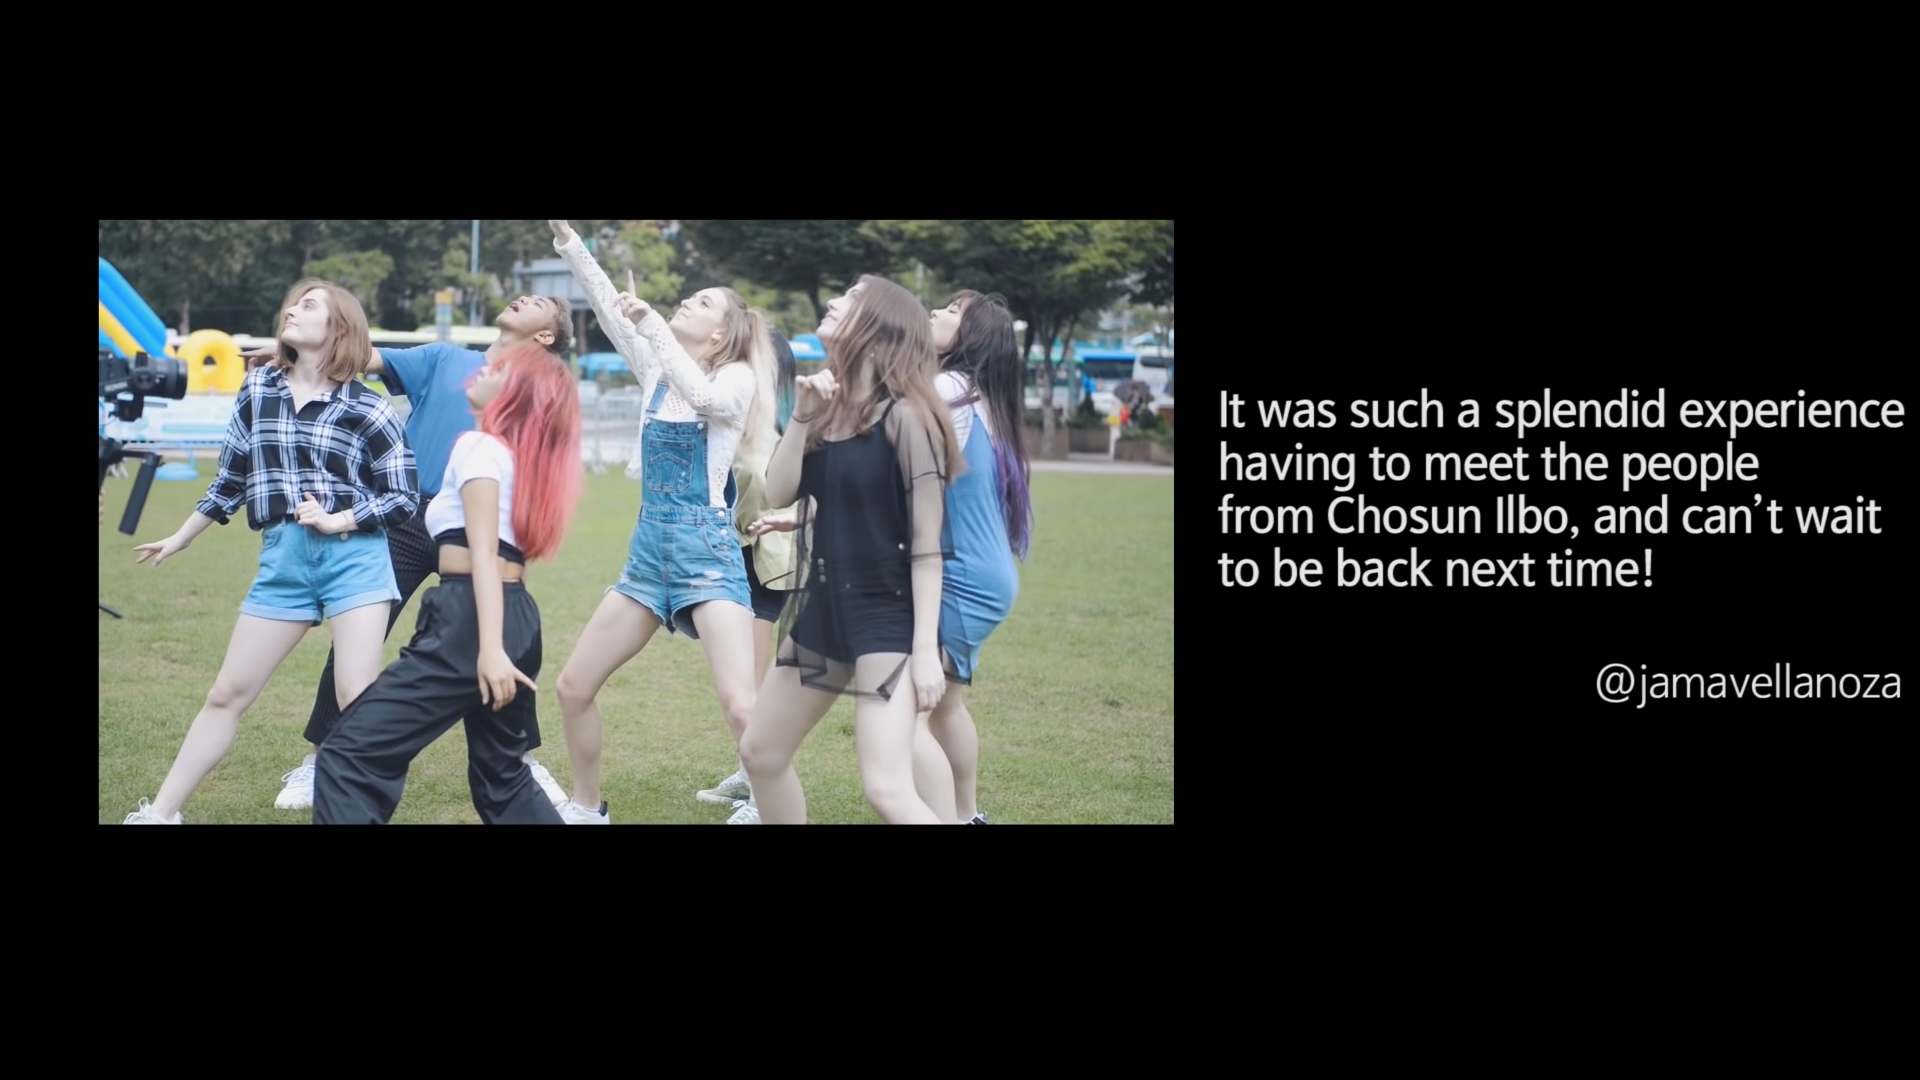 It was such a splendid experience
having to meet the people
from Chosun Ilbo, and can't wait
to be back next time!
@jamavellanoza